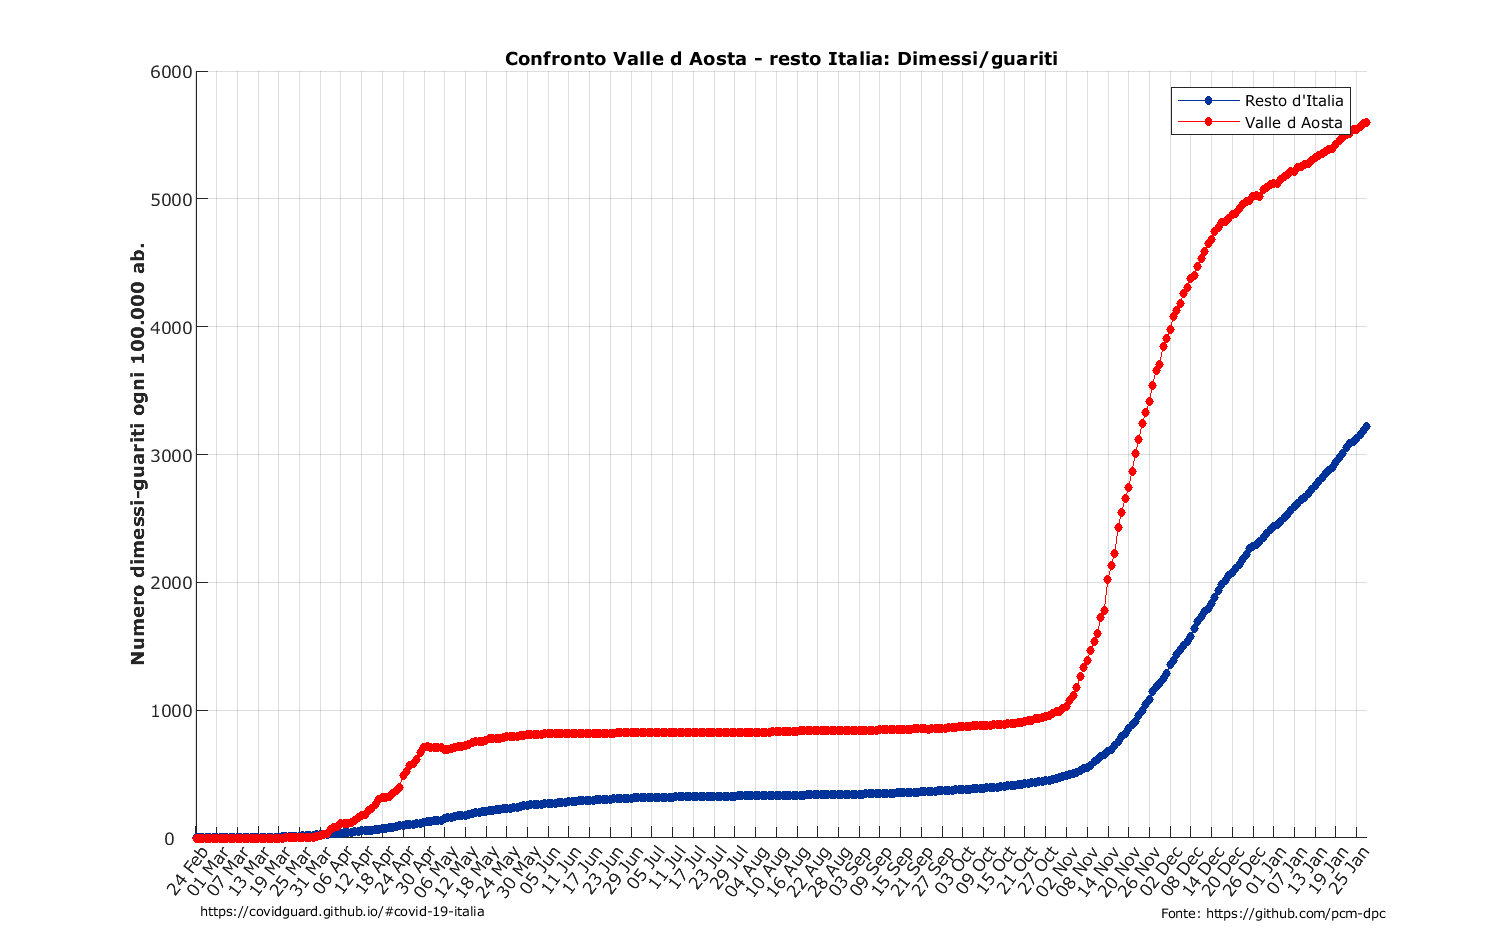 Confronto Valle d Aosta - resto Italia: Dimessi/guariti
Numero dimessi-guariti ogni 100.000 ab.
6000
5000
4000
3000
2000
1000
0
Resto d'Italia
Valle d Aosta
24 Feb
01 Mar
07 Mar
13 Mar
19 Mar
25 Mar
31 Mar
06 Apr
12 Apr
18 Apr
24 Apr
30 Apr
06 May
12 May
18 May
24 May
30 May
05 Jun
11 Jun
17 Jun
23 Jun
29 Jun
05 Jul
11 Jul
17 Jul
23 Jul
29 Jul
04 Aug
10 Aug
16 Aug
22 Aug
28 Aug
03 Sep
09 Sep
15 Sep
21 Sep
27 Sep
03 Oct
09 Oct
15 Oct
21 Oct
27 Oct
02 Nov
08 Nov
14 Nov
20 Nov
26 Nov
02 Dec
08 Dec
14 Dec
20 Dec
26 Dec
01 Jan
07 Jan
13 Jan
19 Jan
25 Jan
https://covidguard.github.io/#covid-19-italia
Fonte: https://github.com/pcm-dpc